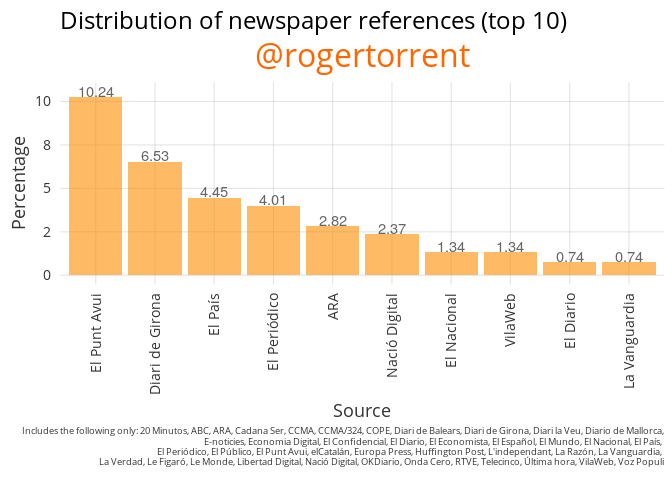 Distribution of newspaper references (top 10)
@rogertorrent
Percentage
10
8
5
2
0
10.24
6.53
4.45
4.01
2.82
2.37
1.34
1.34
0.74
0.74
El Punt Avui
Diari de Girona
El País
El Periódico
ARA
Nació Digital
El Nacional
VilaWeb
El Diario
La Vanguardia
Source
Includes the following only: 20 Minutos, ABC, ARA, Cadana Ser, CCMA, CCMA/324, COPE, Diari de Balears, Diari de Girona, Diari la Veu, Diario de Mallorca,
E-noticies, Economia Digital, El Confidencial, El Diario, El Economista, El Español, El Mundo, El Nacional, El País,
El Periódico, El Público, El Punt Avui, elCatalán, Europa Press, Huffington Post, L'independant, La Razón, La Vanguardia,
La Verdad, Le Figaró, Le Monde, Libertad Digital, Nació Digital, OKDiario, Onda Cero, RTVE, Telecinco, Última hora, VilaWeb, Voz Populi